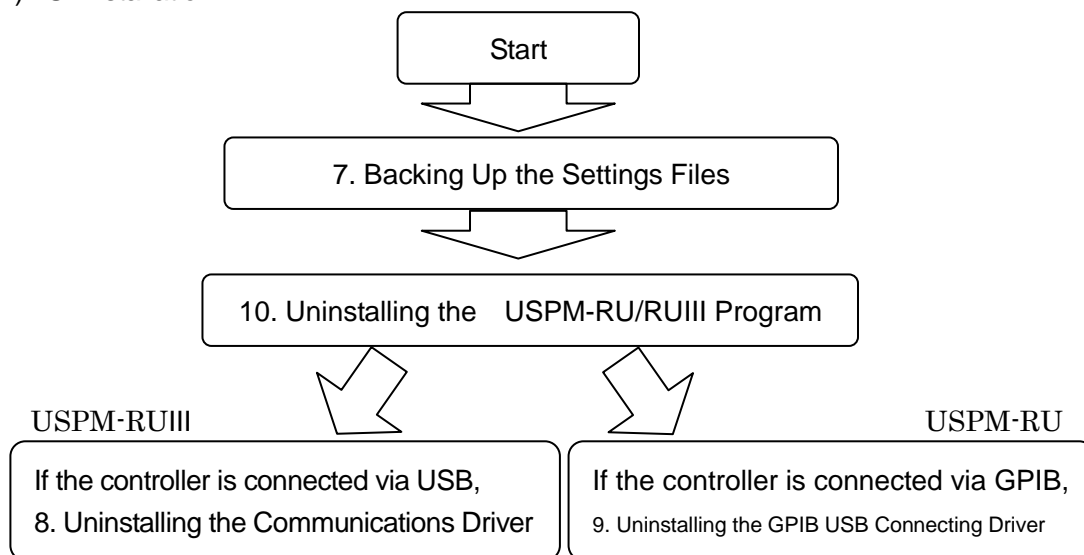 Start
7. Backing Up the Settings Files
10. Uninstalling the USPM-RU/RUIII Program
USPM-RUIII
USPM-RU
If the controller is connected via USB,
8. Uninstalling the Communications Driver
If the controller is connected via GPIB,
9. Uninstalling the GPIB USB Connecting Driver